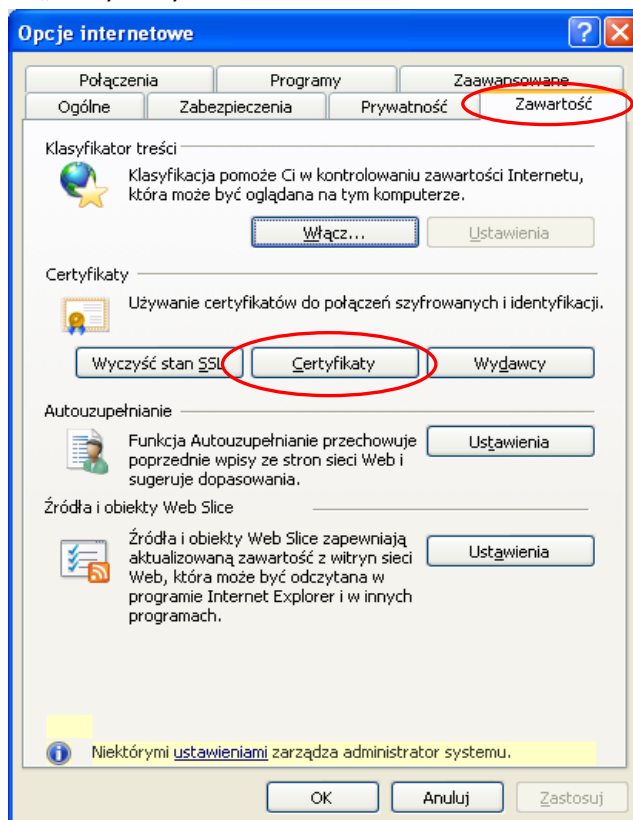 Opcje internetowe
Połączenia Programy Zaawansowane
Ogólne Zabezpieczenia Prywatność Zawartość
Klasyfikator treści
Klasyfikacja pomoże Ci w kontrolowaniu zawartości Internetu,
która może być oglądana na tym komputerze.
Włącz... Ustawienia
Certyfikaty
Używanie certyfikatów do połączeń szyfrowanych i identyfikacji.
Wyczyść stan SSL Certyfikaty Wydawcy
Autouzupełnianie
Funkcja Autouzupełnianie przechowuje
poprzednie wpisy ze stron sieci Web i
sugeruje dopasowania.
Ustawienia
Źródła i obiekty Web Slice
Źródła i obiekty Web Slice zapewniają
aktualizowaną zawartość z witryn sieci
Web, która może być odczytana w
programie Internet Explorer i w innych
programach.
Ustawienia
Niektórymi ustawieniami zarządza administrator systemu.
OK Anuluj Zastosuj